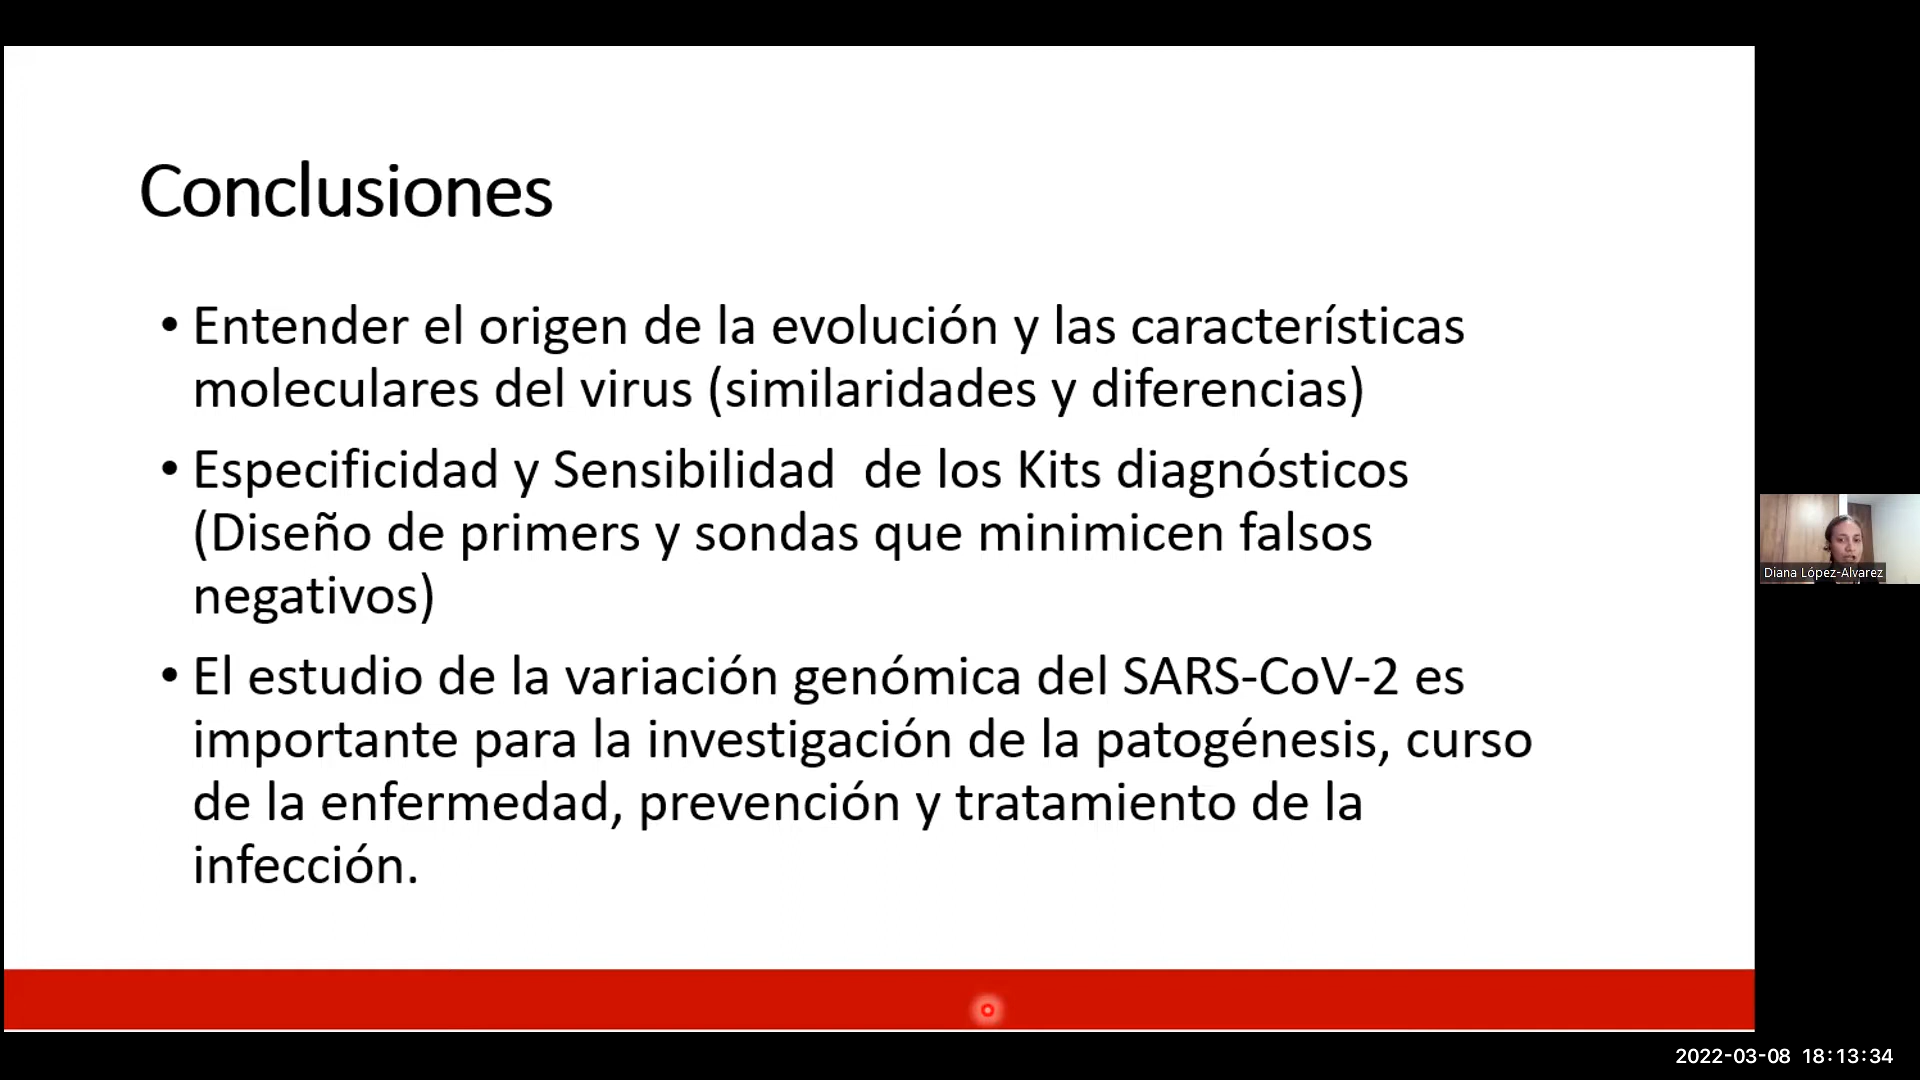 Conclusiones
• Entender el origen de la evolución y las características
moleculares del virus (similaridades y diferencias)
• Especificidad y Sensibilidad  de los Kits diagnósticos
(Diseño de primers y sondas que minimicen falsos
negativos)
• El estudio de la variación genómica del SARS-CoV-2 es
importante para la investigación de la patogénesis, curso
de la enfermedad, prevención y tratamiento de la
infección.
Diana López-Alvarez
2022-03-08 18:13:34